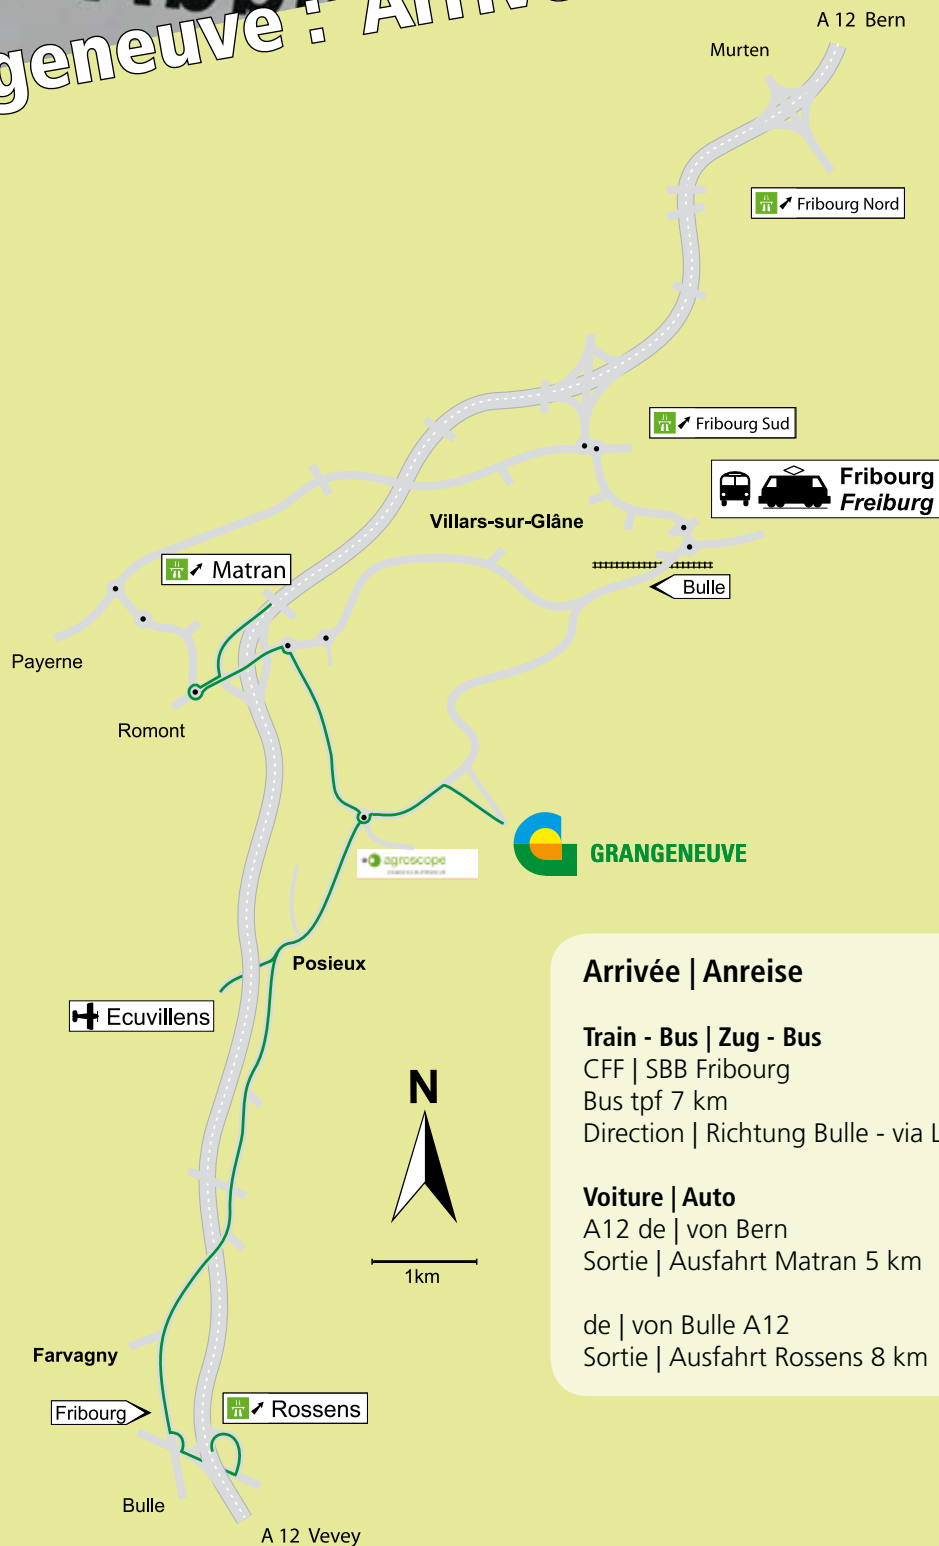 A 12 Bern
Murten
Fribourg Nord
Fribourg Sud
Fribourg
Freiburg
Villars-sur-Glâne
Matran
Bulle
Payerne
Romont
GRANGENEUVE
agroscope
Posieux
Ecuvillens
N
1km
Farvagny
Fribourg
Rossens
Bulle
A 12 Vevey
Arrivée | Anreise
Train - Bus | Zug - Bus
CFF | SBB Fribourg
Bus tpf 7 km
Direction | Richtung Bulle - via
Voiture | Auto
A12 de | von Bern
Sortie | Ausfahrt Matran 5 km
de | von Bulle A12
Sortie | Ausfahrt Rossens 8 km